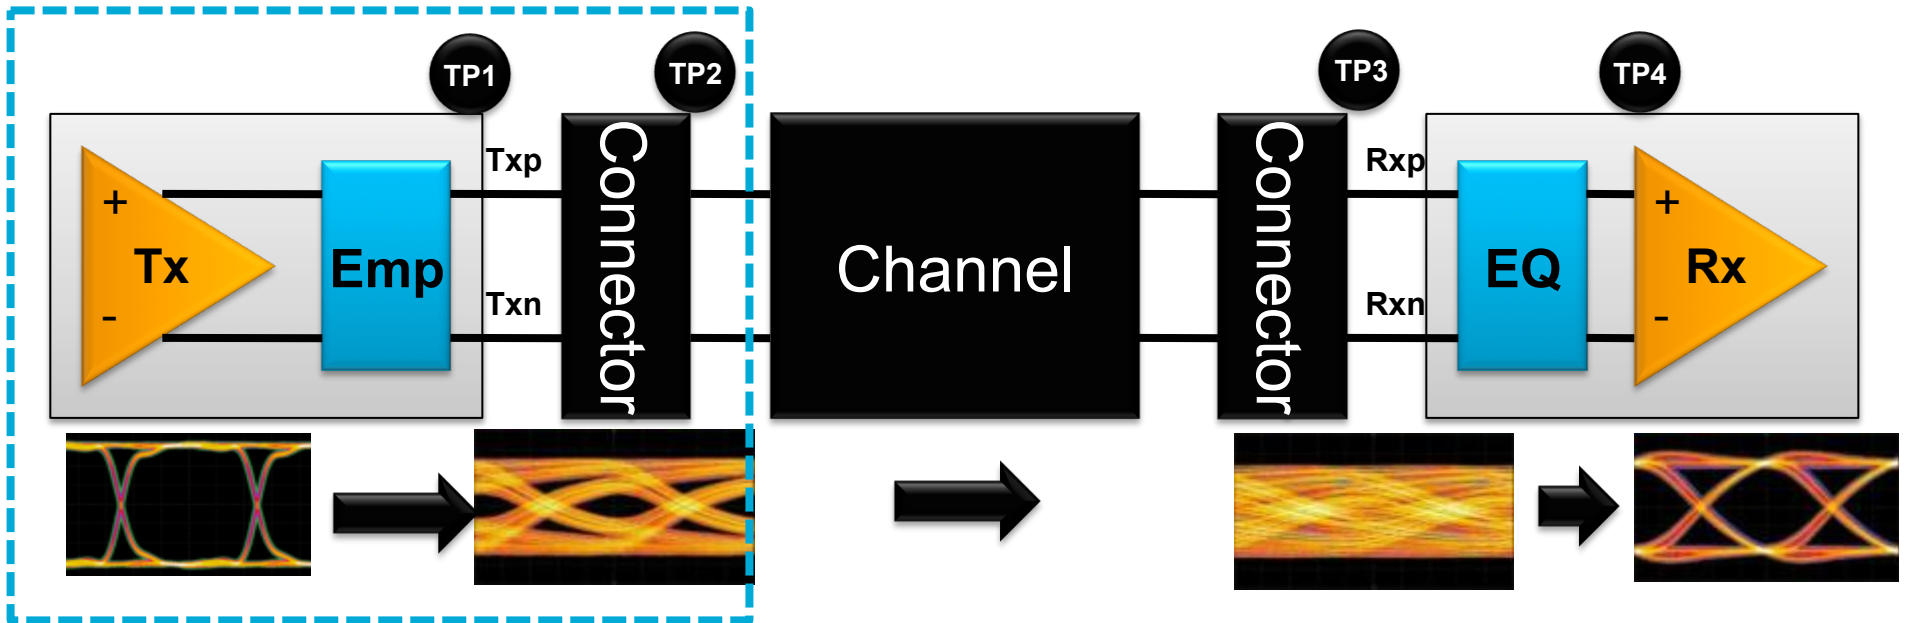 TP1
TP2
TP3
TP4
Txp
Rxp
+
Tx
-
Emp
Txn
Connector
Channel
Connector
Rxn
EQ
+
Rx
-